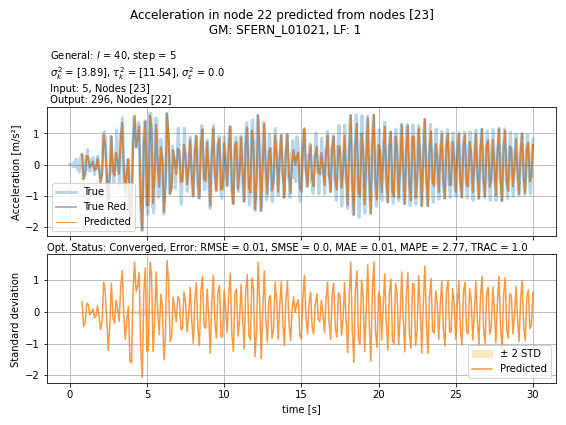 Acceleration in node 22 predicted from nodes [23]
GM: SFERN_L01021, LF: 1
General: l = 40, step = 5
σ²ₖ = [3.89], τ²ₖ = [11.54], σ²ε = 0.0
Input: 5, Nodes [23]
Output: 296, Nodes [22]
Acceleration [m/s²]
1
0
−1
−2
True
True Red.
Predicted
Opt. Status: Converged, Error: RMSE = 0.01, SMSE = 0.0, MAE = 0.01, MAPE = 2.77, TRAC = 1.0
Standard deviation
1
0
−1
−2
± 2 STD
Predicted
0 5 10 15 20 25 30
time [s]